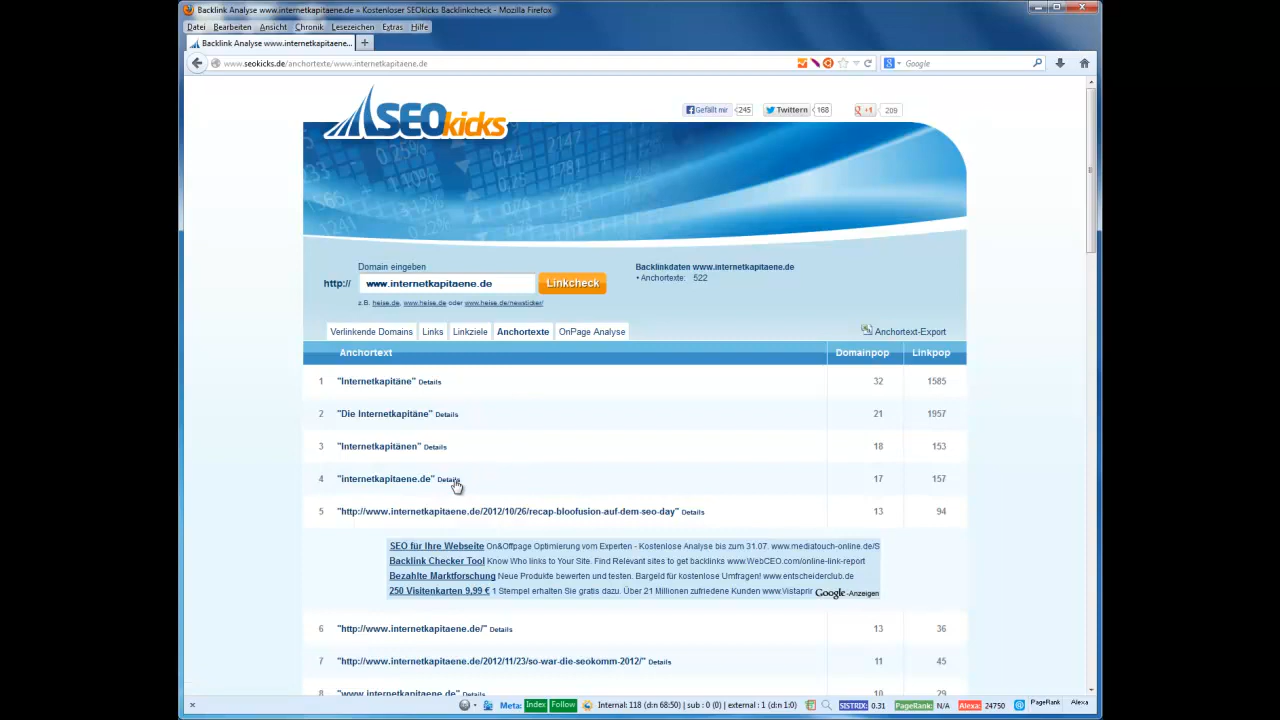 Backlink Analyse www.internetkapitaene.de » Kostenloser SEOkicks Backlinkcheck - Mozilla Firefox
Datei Bearbeiten Ansicht Chronik Lesezeichen Extras Hilfe
Backlink Analyse www.internetkapitaene... +
www.seokicks.de/anchortexte/www.internetkapitaene.de Google
SEOkicks
Gefällt mir 245 Twittern 168 +1 209
Domain eingeben
http:// www.internetkapitaene.de Linkcheck
z.B. heise.de, www.heise.de oder www.heise.de/newsticker/
Backlinkdaten www.internetkapitaene.de
• Anchortexte: 522
Verlinkende Domains Links Linkziele Anchortexte OnPage Analyse Anchortext-Export
Anchortext Domainpop Linkpop
1 "Internetkapitäne" Details 32 1585
2 "Die Internetkapitäne" Details 21 1957
3 "Internetkapitänen" Details 18 153
4 "internetkapitaene.de" Details 17 157
5 "http://www.internetkapitaene.de/2012/10/26/recap-bloofusion-auf-dem-seo-day" Details 13 94
SEO für Ihre Webseite On&Offpage Optimierung vom Experten - Kostenlose Analyse bis zum 31.07. www.mediatouch-online.de/S
Backlink Checker Tool Know Who links to Your Site. Find Relevant sites to get backlinks www.WebCEO.com/online-link-report
Bezahlte Marktforschung Neue Produkte bewerten und testen. Bargeld für kostenlose Umfragen! www.entscheiderclub.de
250 Visitenkarten 9,99 € 1 Stempel erhalten Sie gratis dazu. Über 21 Millionen zufriedene Kunden www.Vistaprir Google-Anzeigen
6 "http://www.internetkapitaene.de/" Details 13 36
7 "http://www.internetkapitaene.de/2012/11/23/so-war-die-seokomm-2012/" Details 11 45
8 "www.internetkapitaene.de" Details 10 29
x Meta: Index Follow Internal: 118 (d:n 68:50) | sub : 0 (0) | external : 1 (d:n 1:0) SISTRIX: 0.31 PageRank: N/A Alexa: 24750 PageRank Alexa